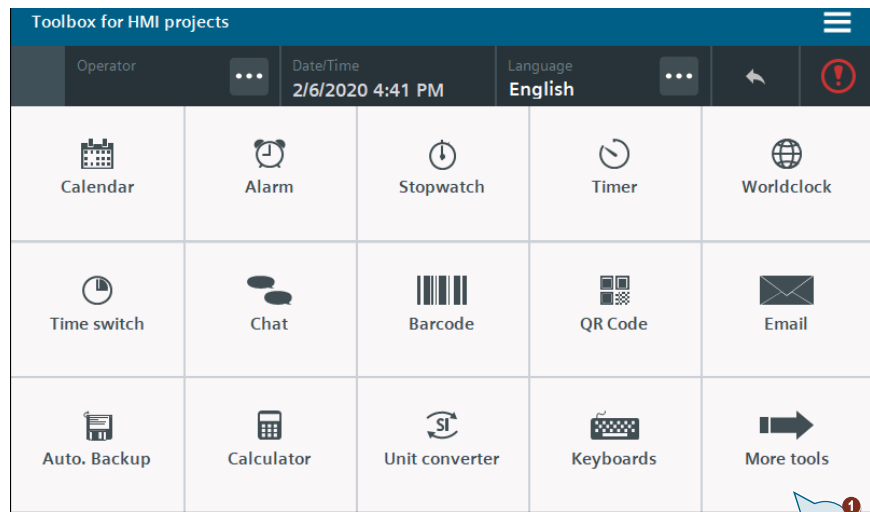 Toolbox for HMI projects
Operator
Date/Time
Language
2/6/2020 4:41 PM
English
Calendar
Alarm
Stopwatch
Timer
Worldclock
Time switch
Chat
Barcode
QR Code
Email
SI
Auto. Backup
Calculator
Unit converter
Keyboards
More tools
1